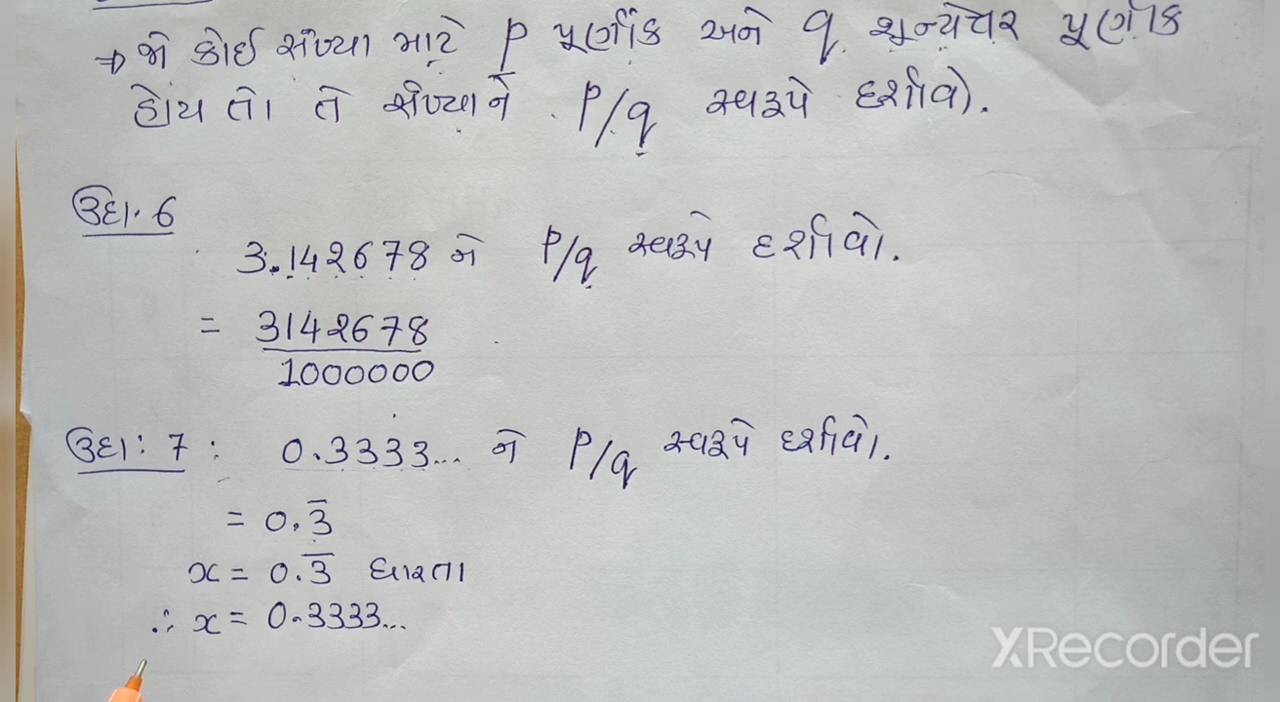 ⇒ જો કોઈ સંખ્યા માટે p પૂર્ણાંક અને q શૂન્યેત્તર પૂર્ણાંક
હોય તો તે સંખ્યાને p/q સ્વરૂપે દર્શાવો.
ઉદા. 6
3.142678 ને p/q સ્વરૂપે દર્શાવો.
= 3142678
1000000
ઉદા: 7: 0.3333... ને p/q સ્વરૂપે દર્શાવો.
= 0.3̅
x = 0.3̅ ધારતા
∴ x = 0.3333...
XRecorder